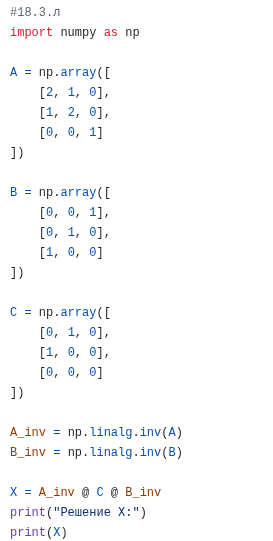 #18.3.л
import numpy as np
A = np.array([
    [2, 1, 0],
    [1, 2, 0],
    [0, 0, 1]
])
B = np.array([
    [0, 0, 1],
    [0, 1, 0],
    [1, 0, 0]
])
C = np.array([
    [0, 1, 0],
    [1, 0, 0],
    [0, 0, 0]
])
A_inv = np.linalg.inv(A)
B_inv = np.linalg.inv(B)
X = A_inv @ C @ B_inv
print("Решение X:")
print(X)